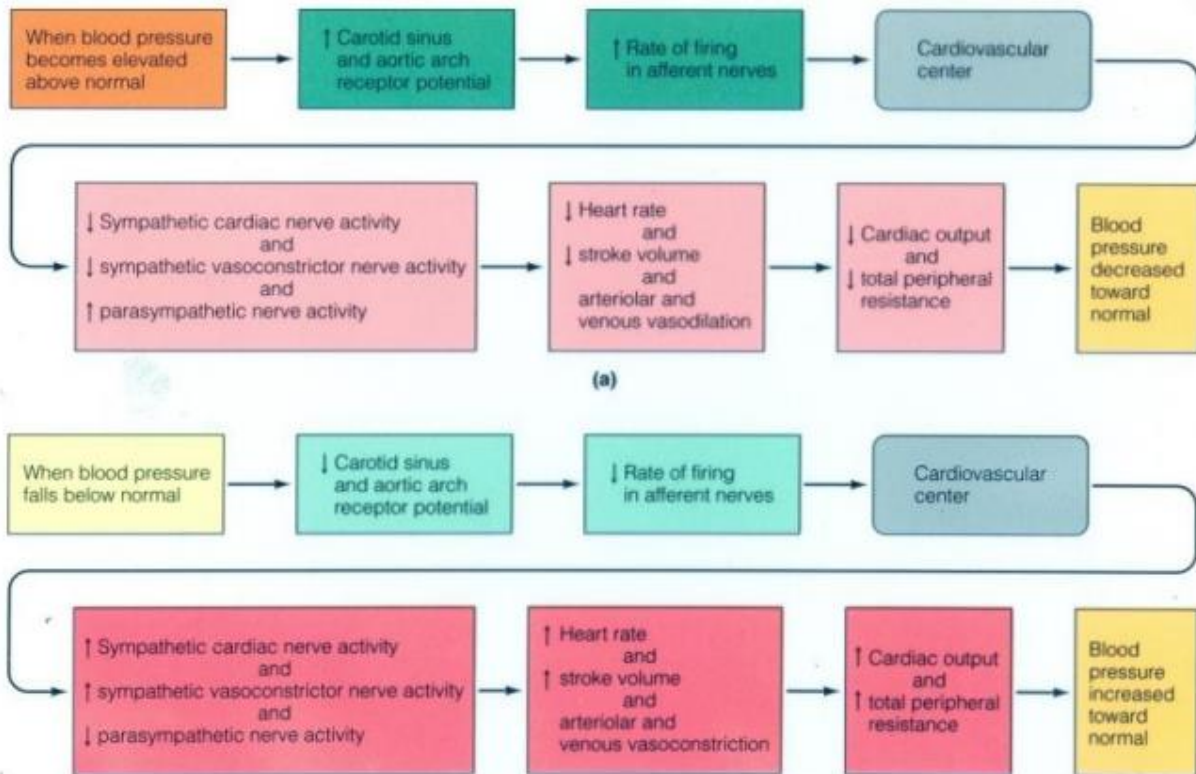 When blood pressure
becomes elevated
above normal
↑ Carotid sinus
and aortic arch
receptor potential
↑ Rate of firing
in afferent nerves
Cardiovascular
center
↓ Sympathetic cardiac nerve activity
and
↓ sympathetic vasoconstrictor nerve activity
and
↑ parasympathetic nerve activity
↓ Heart rate
and
↓ stroke volume
and
arteriolar and
venous vasodilation
↓ Cardiac output
and
↓ total peripheral
resistance
Blood
pressure
decreased
toward
normal
(a)
When blood pressure
falls below normal
↓ Carotid sinus
and aortic arch
receptor potential
↓ Rate of firing
in afferent nerves
Cardiovascular
center
↑ Sympathetic cardiac nerve activity
and
↑ sympathetic vasoconstrictor nerve activity
and
↓ parasympathetic nerve activity
↑ Heart rate
and
↑ stroke volume
and
arteriolar and
venous vasoconstriction
↑ Cardiac output
and
↑ total peripheral
resistance
Blood
pressure
increased
toward
normal